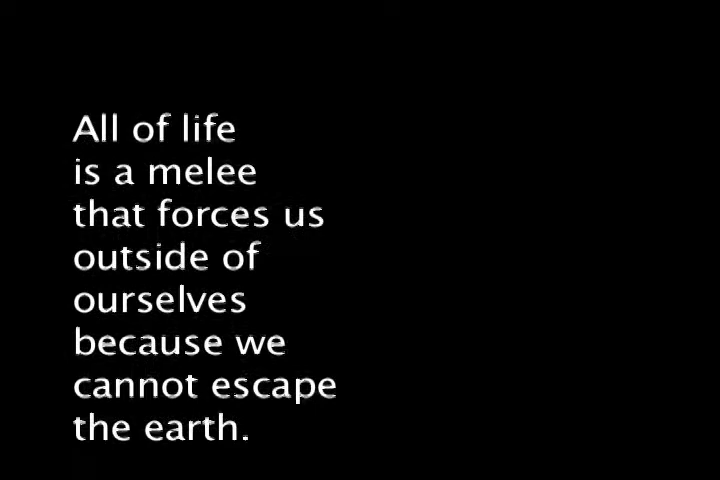 All of life
is a melee
that forces us
outside of
ourselves
because we
cannot escape
the earth.